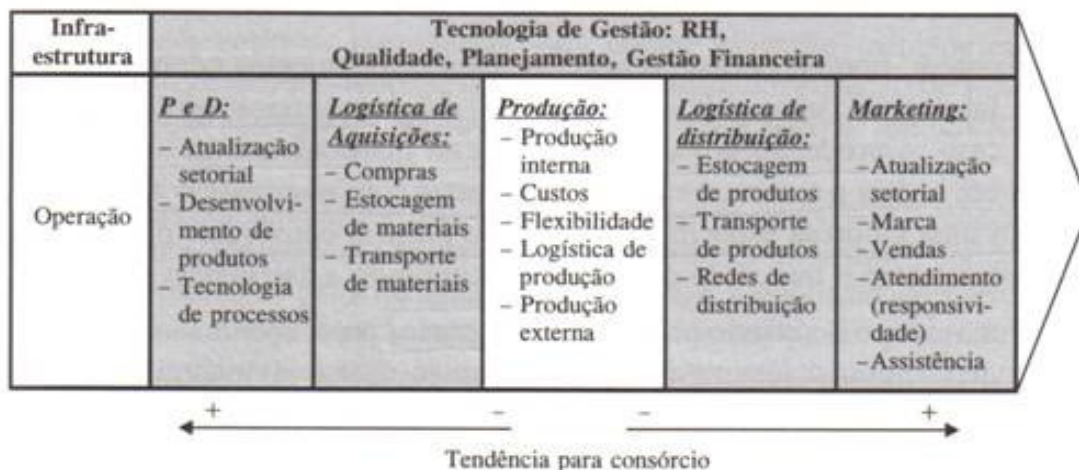 Infra-
estrutura
Tecnologia de Gestão: RH,
Qualidade, Planejamento, Gestão Financeira
Operação
P e D:
– Atualização
setorial
– Desenvolvi-
mento de
produtos
– Tecnologia
de processos
Logística de
Aquisições:
– Compras
– Estocagem
de materiais
– Transporte
de materiais
Produção:
– Produção
interna
– Custos
– Flexibilidade
– Logística de
produção
– Produção
externa
Logística de
distribuição:
– Estocagem
de produtos
– Transporte
de produtos
– Redes de
distribuição
Marketing:
– Atualização
setorial
– Marca
– Vendas
– Atendimento
(responsivi-
dade)
– Assistência
+ – – +
Tendência para consórcio